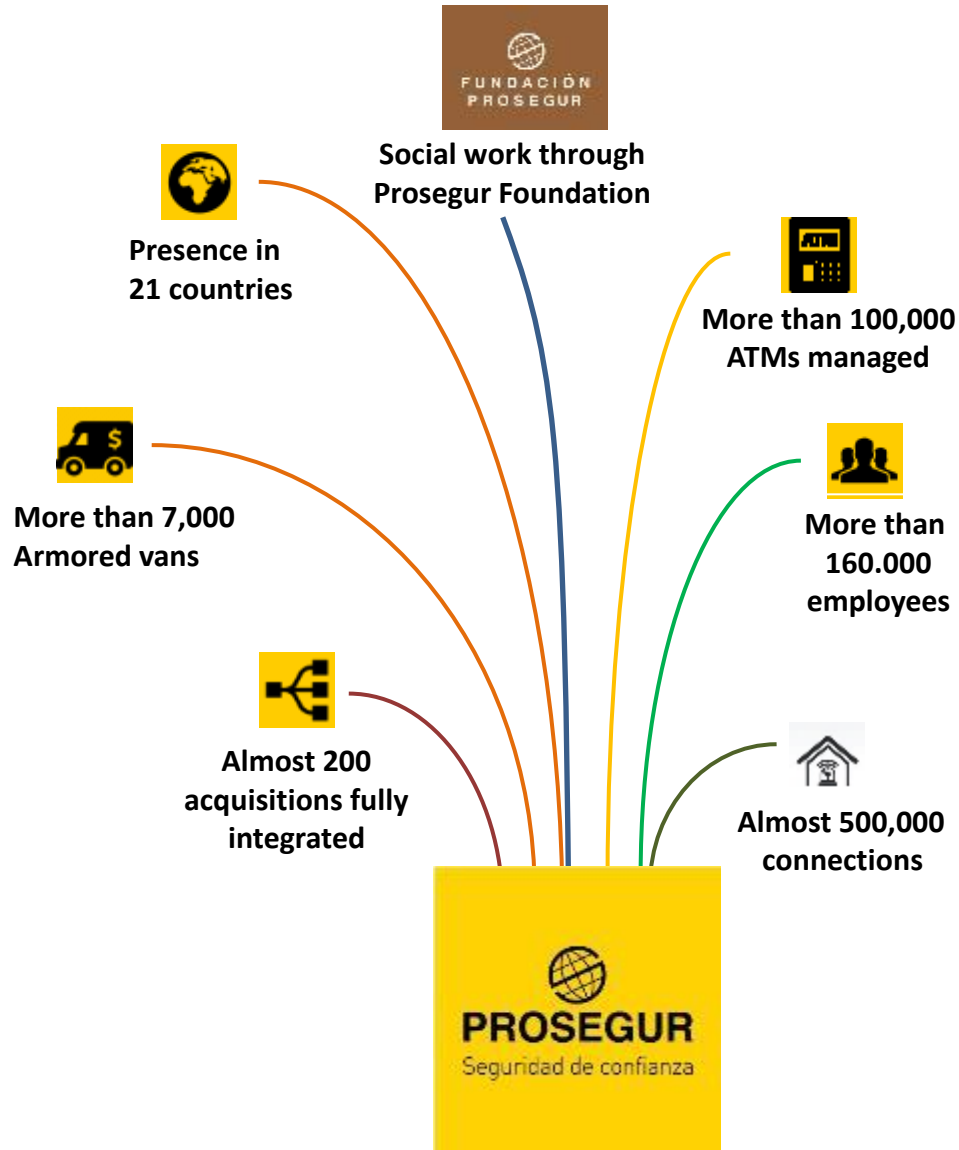 FUNDACIÓN
PROSEGUR
Social work through
Prosegur Foundation
Presence in
21 countries
ATM
More than 100,000
ATMs managed
$
More than 7,000
Armored vans
More than
160.000
employees
Almost 200
acquisitions fully
integrated
Almost 500,000
connections
PROSEGUR
Seguridad de confianza